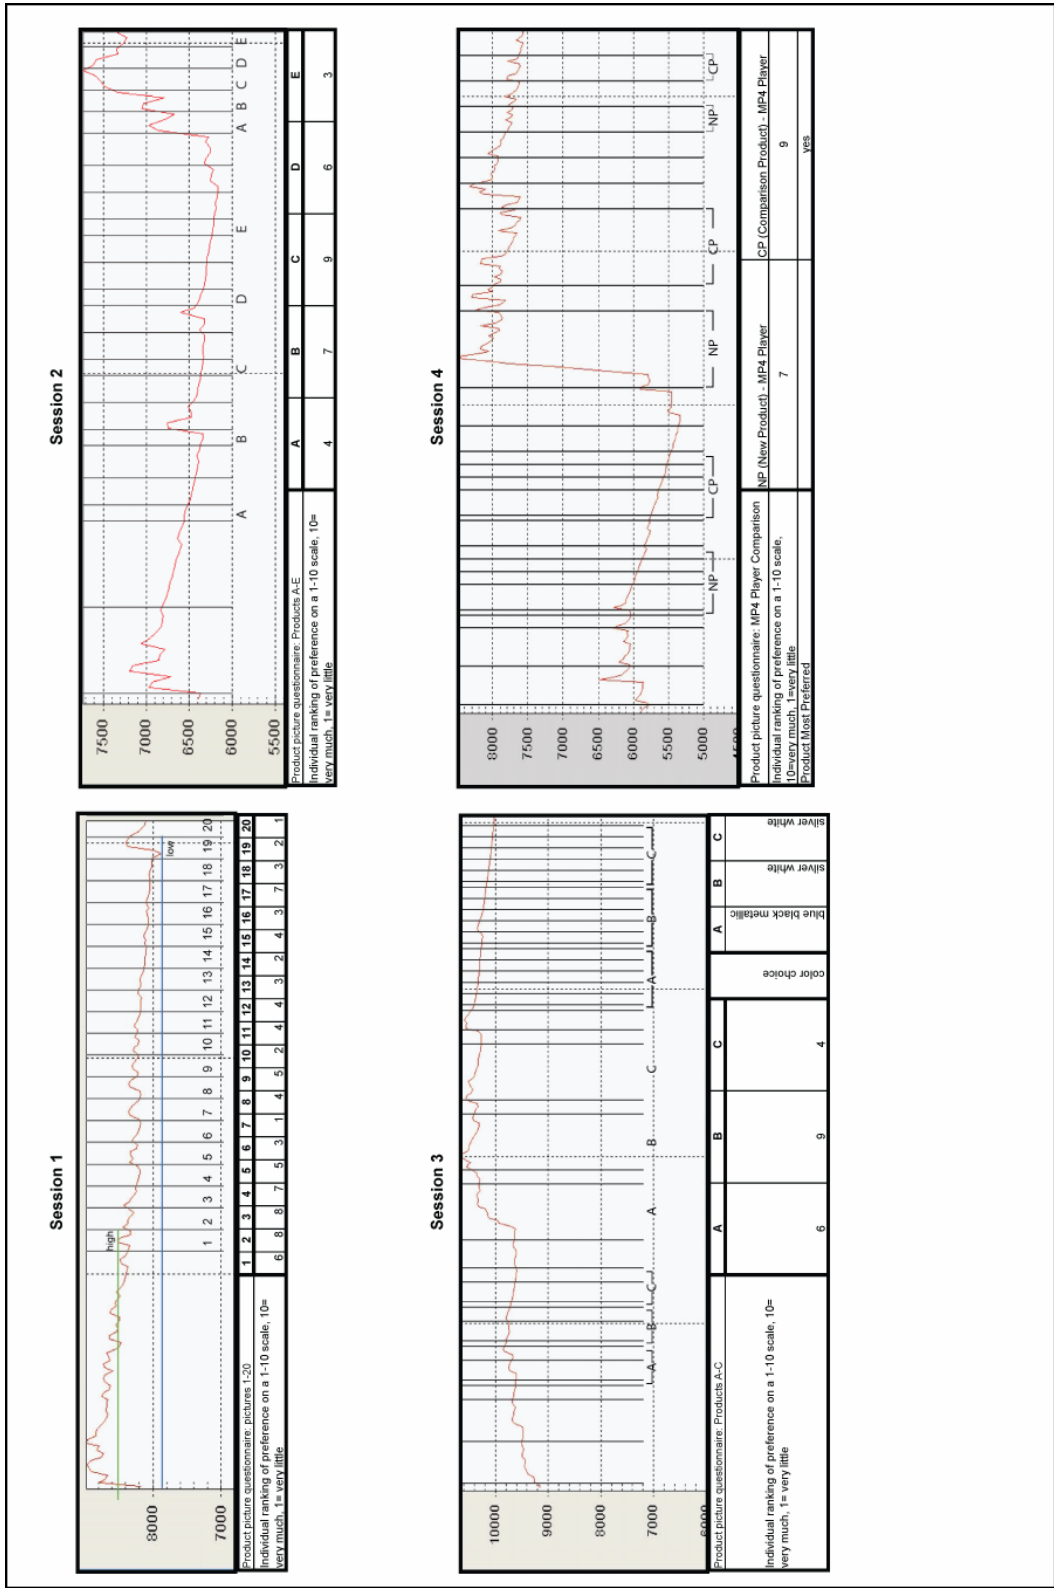 Session 1
8000
7000
high
low
1 2 3 4 5 6 7 8 9 10 11 12 13 14 15 16 17 18 19 20
Product picture questionnaire: pictures 1-20
1 2 3 4 5 6 7 8 9 10 11 12 13 14 15 16 17 18 19 20
Individual ranking of preference on a 1-10 scale, 10=
very much, 1= very little
6 8 8 7 5 3 1 4 5 2 4 4 3 2 4 3 7 3 2 1
Session 2
7500
7000
6500
6000
5500
A B C D E A B C D E
Product picture questionnaire: Products A-E
A B C D E
Individual ranking of preference on a 1-10 scale, 10=
very much, 1= very little
4 7 9 6 3
Session 3
10000
9000
8000
7000
6000
A B C A B C A B C
Product picture questionnaire: Products A-C
A B C
color choice
A B C
Individual ranking of preference on a 1-10 scale, 10=
very much, 1= very little
6 9 4
blue black metallic
silver white
silver white
Session 4
8000
7500
7000
6500
6000
5500
5000
4500
NP CP NP CP NP CP
Product picture questionnaire: MP4 Player Comparison
NP (New Product) - MP4 Player
CP (Comparison Product) - MP4 Player
Individual ranking of preference on a 1-10 scale,
10=very much, 1=very little
7 9
Product Most Preferred
yes